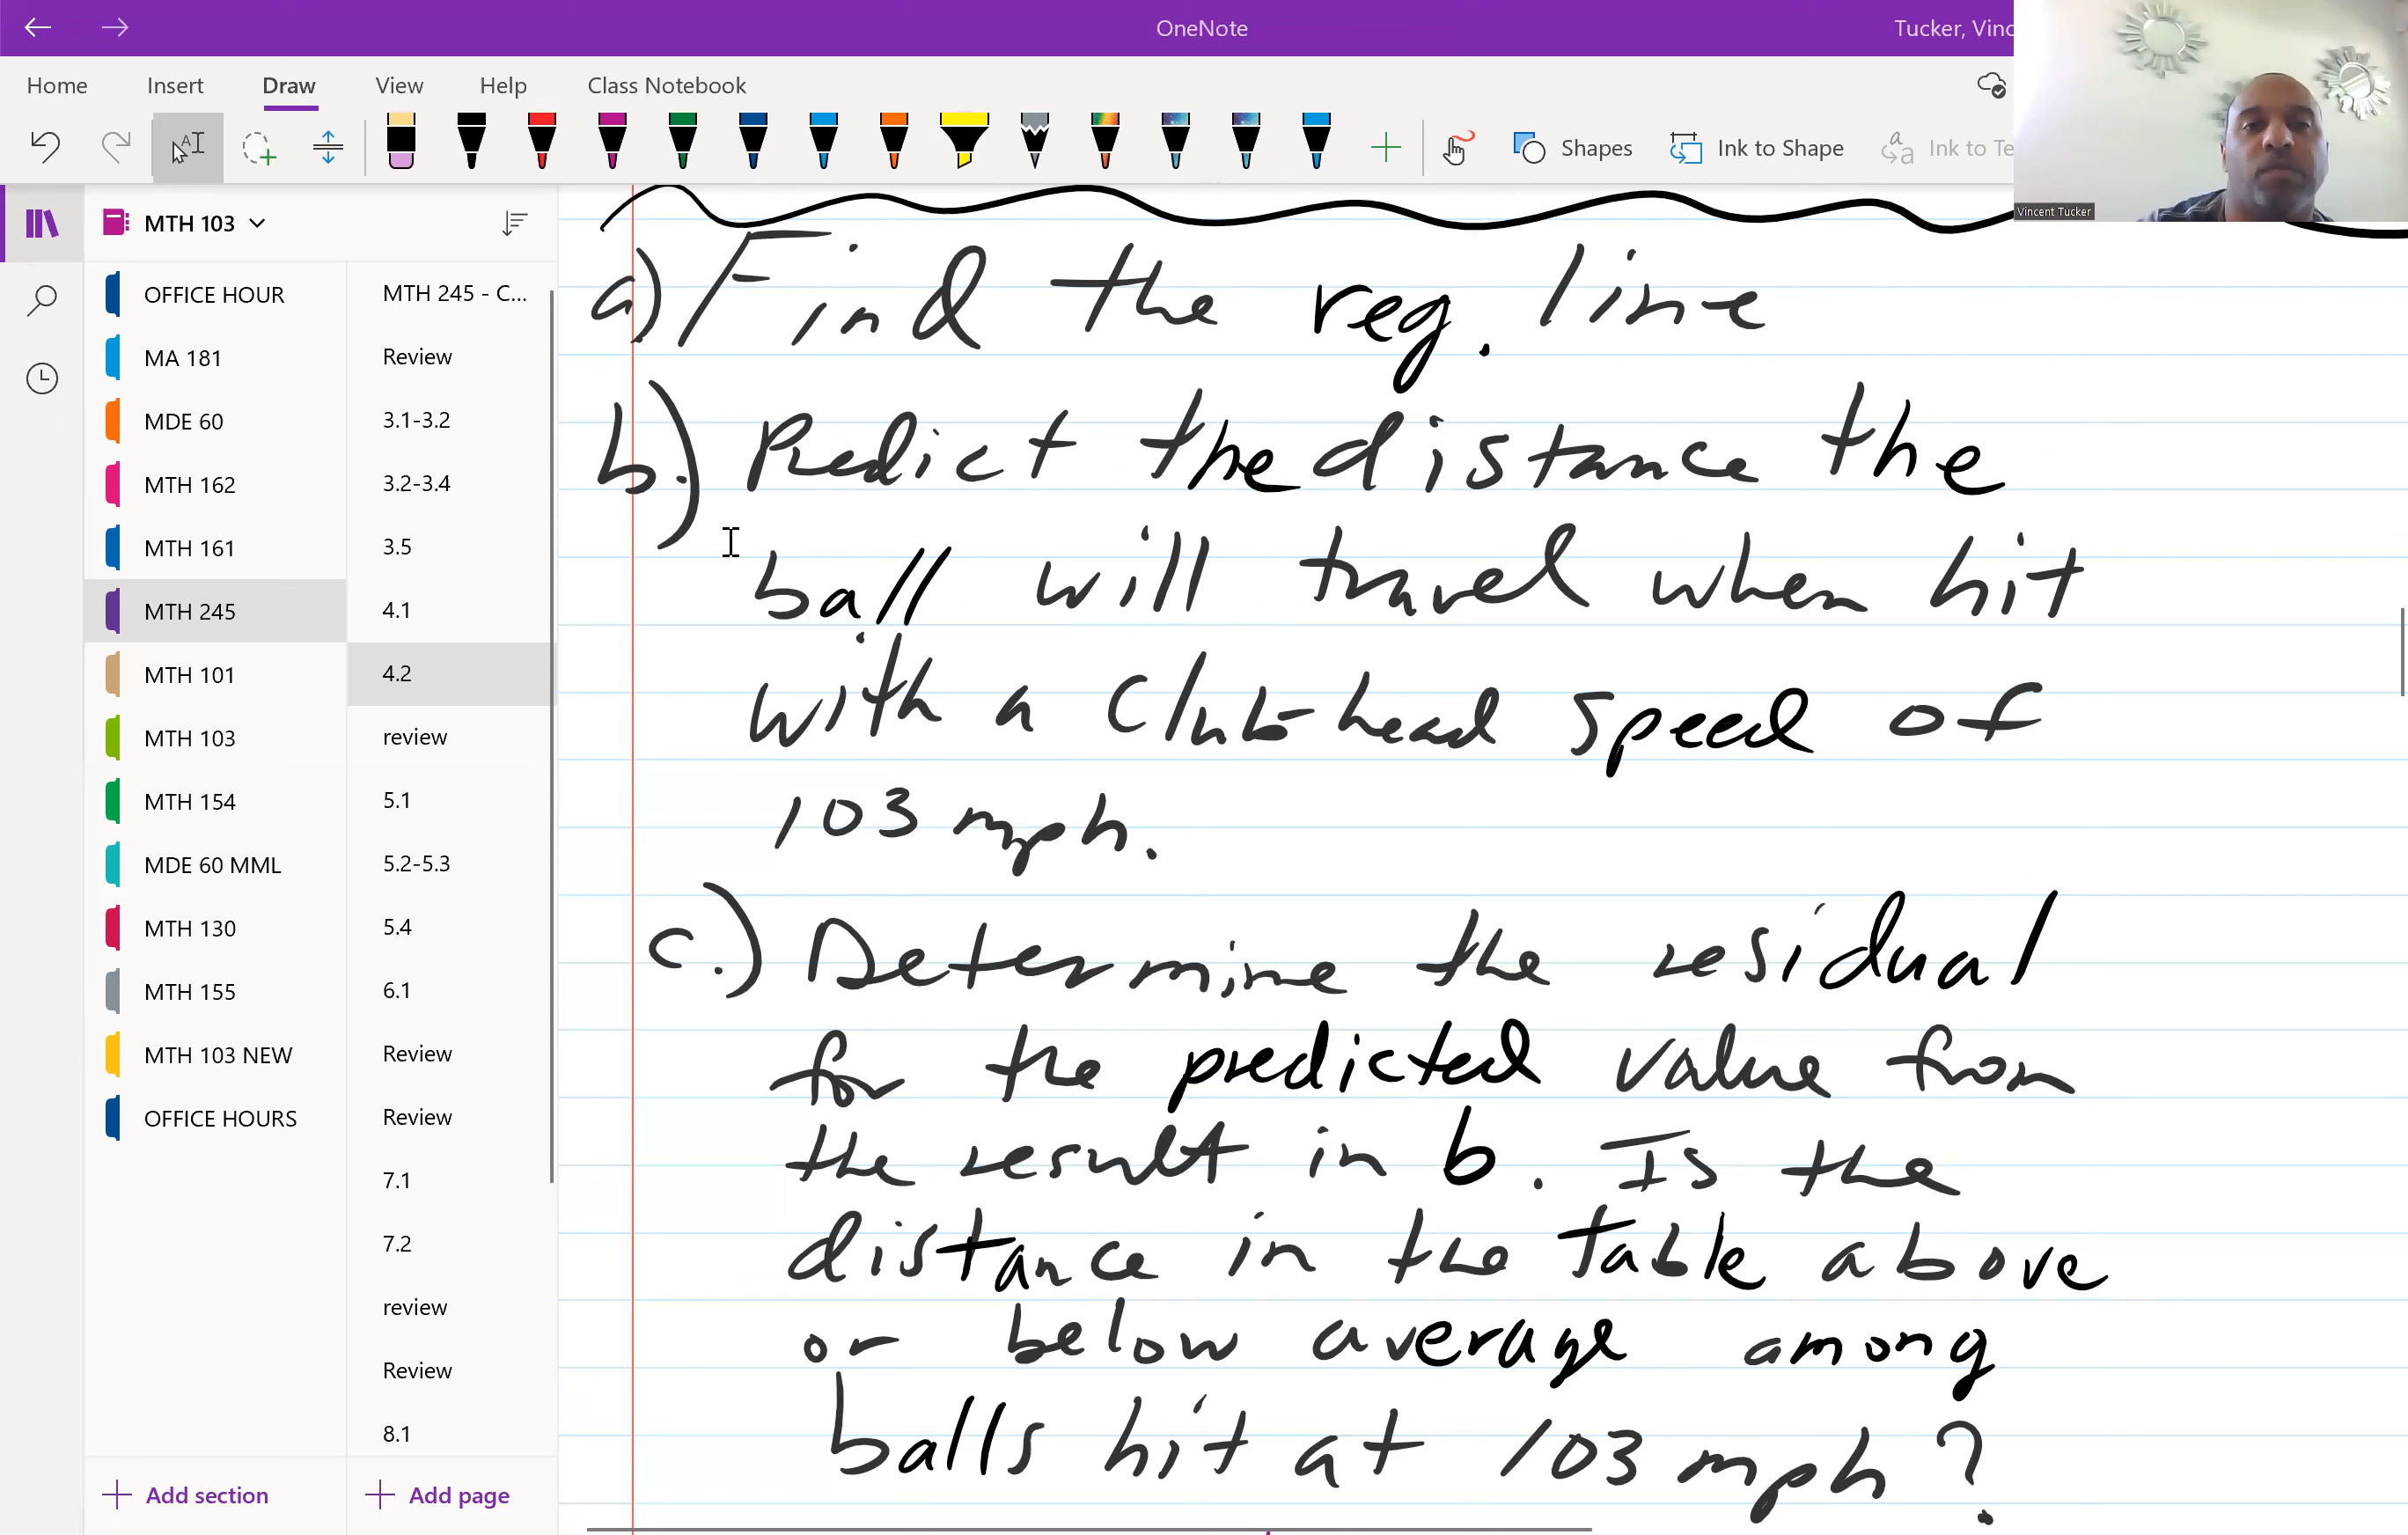 OneNote
Tucker, Vinc
Home Insert Draw View Help Class Notebook
Shapes Ink to Shape Ink to Te
Vincent Tucker
MTH 103
OFFICE HOUR
MA 181
MDE 60
MTH 162
MTH 161
MTH 245
MTH 101
MTH 103
MTH 154
MDE 60 MML
MTH 130
MTH 155
MTH 103 NEW
OFFICE HOURS
Add section
MTH 245 - C...
Review
3.1-3.2
3.2-3.4
3.5
4.1
4.2
review
5.1
5.2-5.3
5.4
6.1
Review
Review
7.1
7.2
review
Review
8.1
Add page
a) Find the reg. line
b.) Predict the distance the
ball will travel when hit
with a club-head speed of
103 mph.
c.) Determine the residual
for the predicted value from
the result in b. Is the
distance in the table above
or below average among
balls hit at 103 mph?